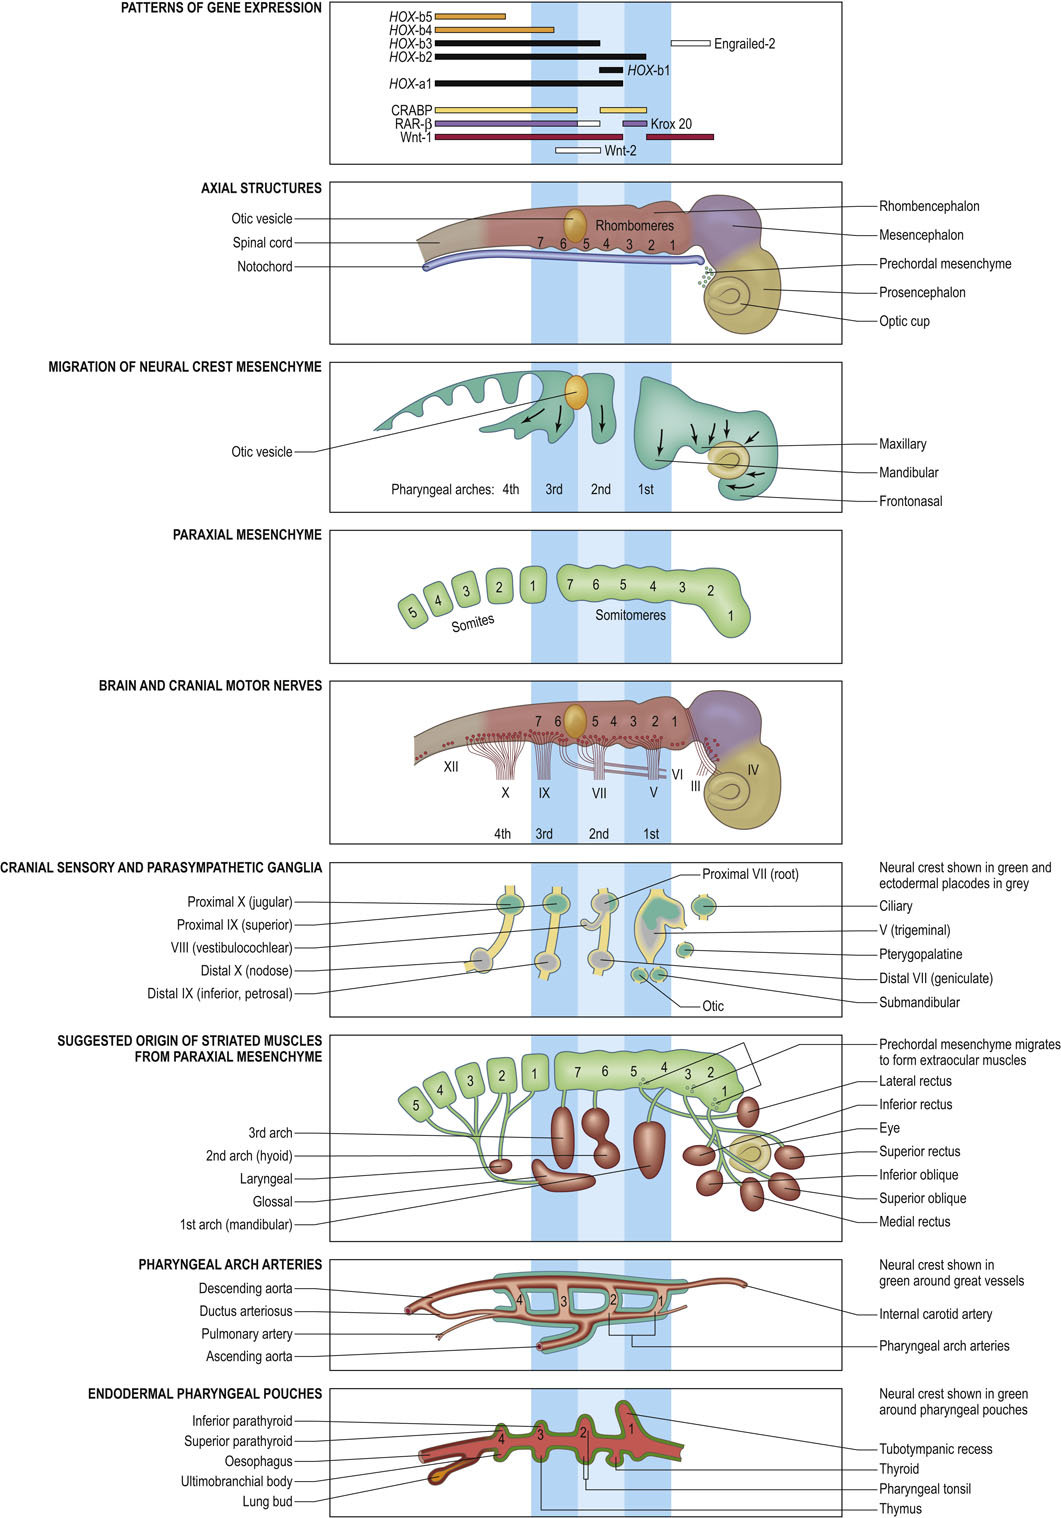 PATTERNS OF GENE EXPRESSION
HOX-b5
HOX-b4
HOX-b3
Engrailed-2
HOX-b2
HOX-b1
HOX-a1
CRABP
RAR-β
Krox 20
Wnt-1
Wnt-2
AXIAL STRUCTURES
Otic vesicle
Spinal cord
Notochord
Rhombomeres
7 6 5 4 3 2 1
Rhombencephalon
Mesencephalon
Prechordal mesenchyme
Prosencephalon
Optic cup
MIGRATION OF NEURAL CREST MESENCHYME
Otic vesicle
Pharyngeal arches: 4th 3rd 2nd 1st
Maxillary
Mandibular
Frontonasal
PARAXIAL MESENCHYME
5 4 3 2 1 7 6 5 4 3 2 1
Somites
Somitomeres
BRAIN AND CRANIAL MOTOR NERVES
7 6 5 4 3 2 1
XII
X IX VII V VI III IV
4th 3rd 2nd 1st
CRANIAL SENSORY AND PARASYMPATHETIC GANGLIA
Proximal X (jugular)
Proximal IX (superior)
VIII (vestibulocochlear)
Distal X (nodose)
Distal IX (inferior, petrosal)
Proximal VII (root)
Otic
Neural crest shown in green and
ectodermal placodes in grey
Ciliary
V (trigeminal)
Pterygopalatine
Distal VII (geniculate)
Submandibular
SUGGESTED ORIGIN OF STRIATED MUSCLES
FROM PARAXIAL MESENCHYME
5 4 3 2 1 7 6 5 4 3 2 1
3rd arch
2nd arch (hyoid)
Laryngeal
Glossal
1st arch (mandibular)
Prechordal mesenchyme migrates
to form extraocular muscles
Lateral rectus
Inferior rectus
Eye
Superior rectus
Inferior oblique
Superior oblique
Medial rectus
PHARYNGEAL ARCH ARTERIES
Descending aorta
Ductus arteriosus
Pulmonary artery
Ascending aorta
4 3 2 1
Neural crest shown in
green around great vessels
Internal carotid artery
Pharyngeal arch arteries
ENDODERMAL PHARYNGEAL POUCHES
Inferior parathyroid
Superior parathyroid
Oesophagus
Ultimobranchial body
Lung bud
4 3 2 1
Neural crest shown in green
around pharyngeal pouches
Tubotympanic recess
Thyroid
Pharyngeal tonsil
Thymus